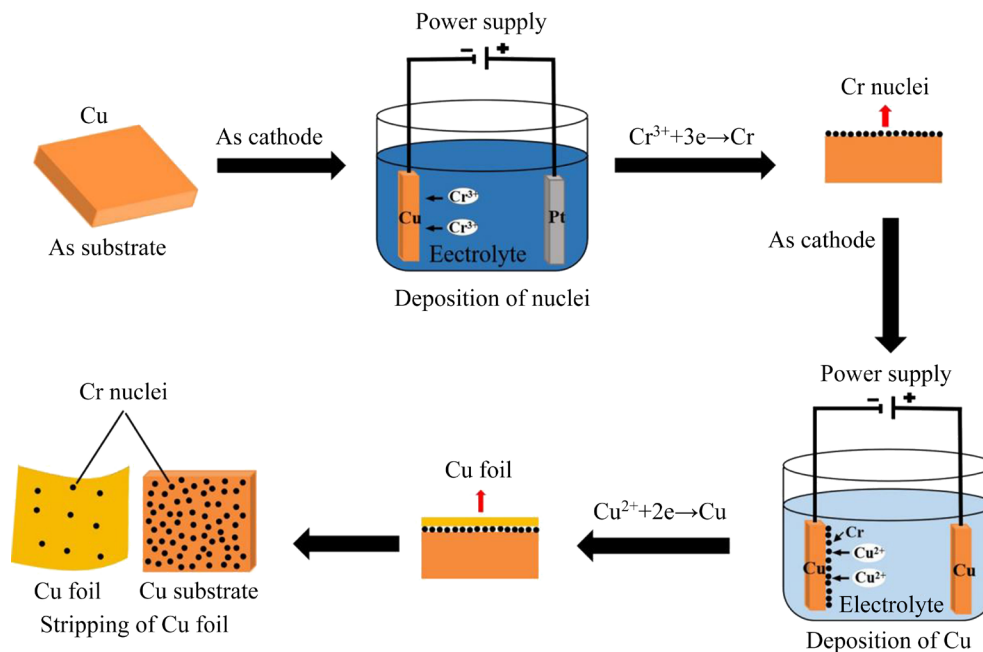 Power supply
− +
Cu
As substrate
As cathode
Cu
Cr³⁺
Cr³⁺
Pt
Eectrolyte
Deposition of nuclei
Cr³⁺+3e→Cr
Cr nuclei
As cathode
Power supply
− +
Cu
Cr
Cu²⁺
Cu²⁺
Cu
Electrolyte
Deposition of Cu
Cu²⁺+2e→Cu
Cu foil
Cr nuclei
Cu foil
Cu substrate
Stripping of Cu foil